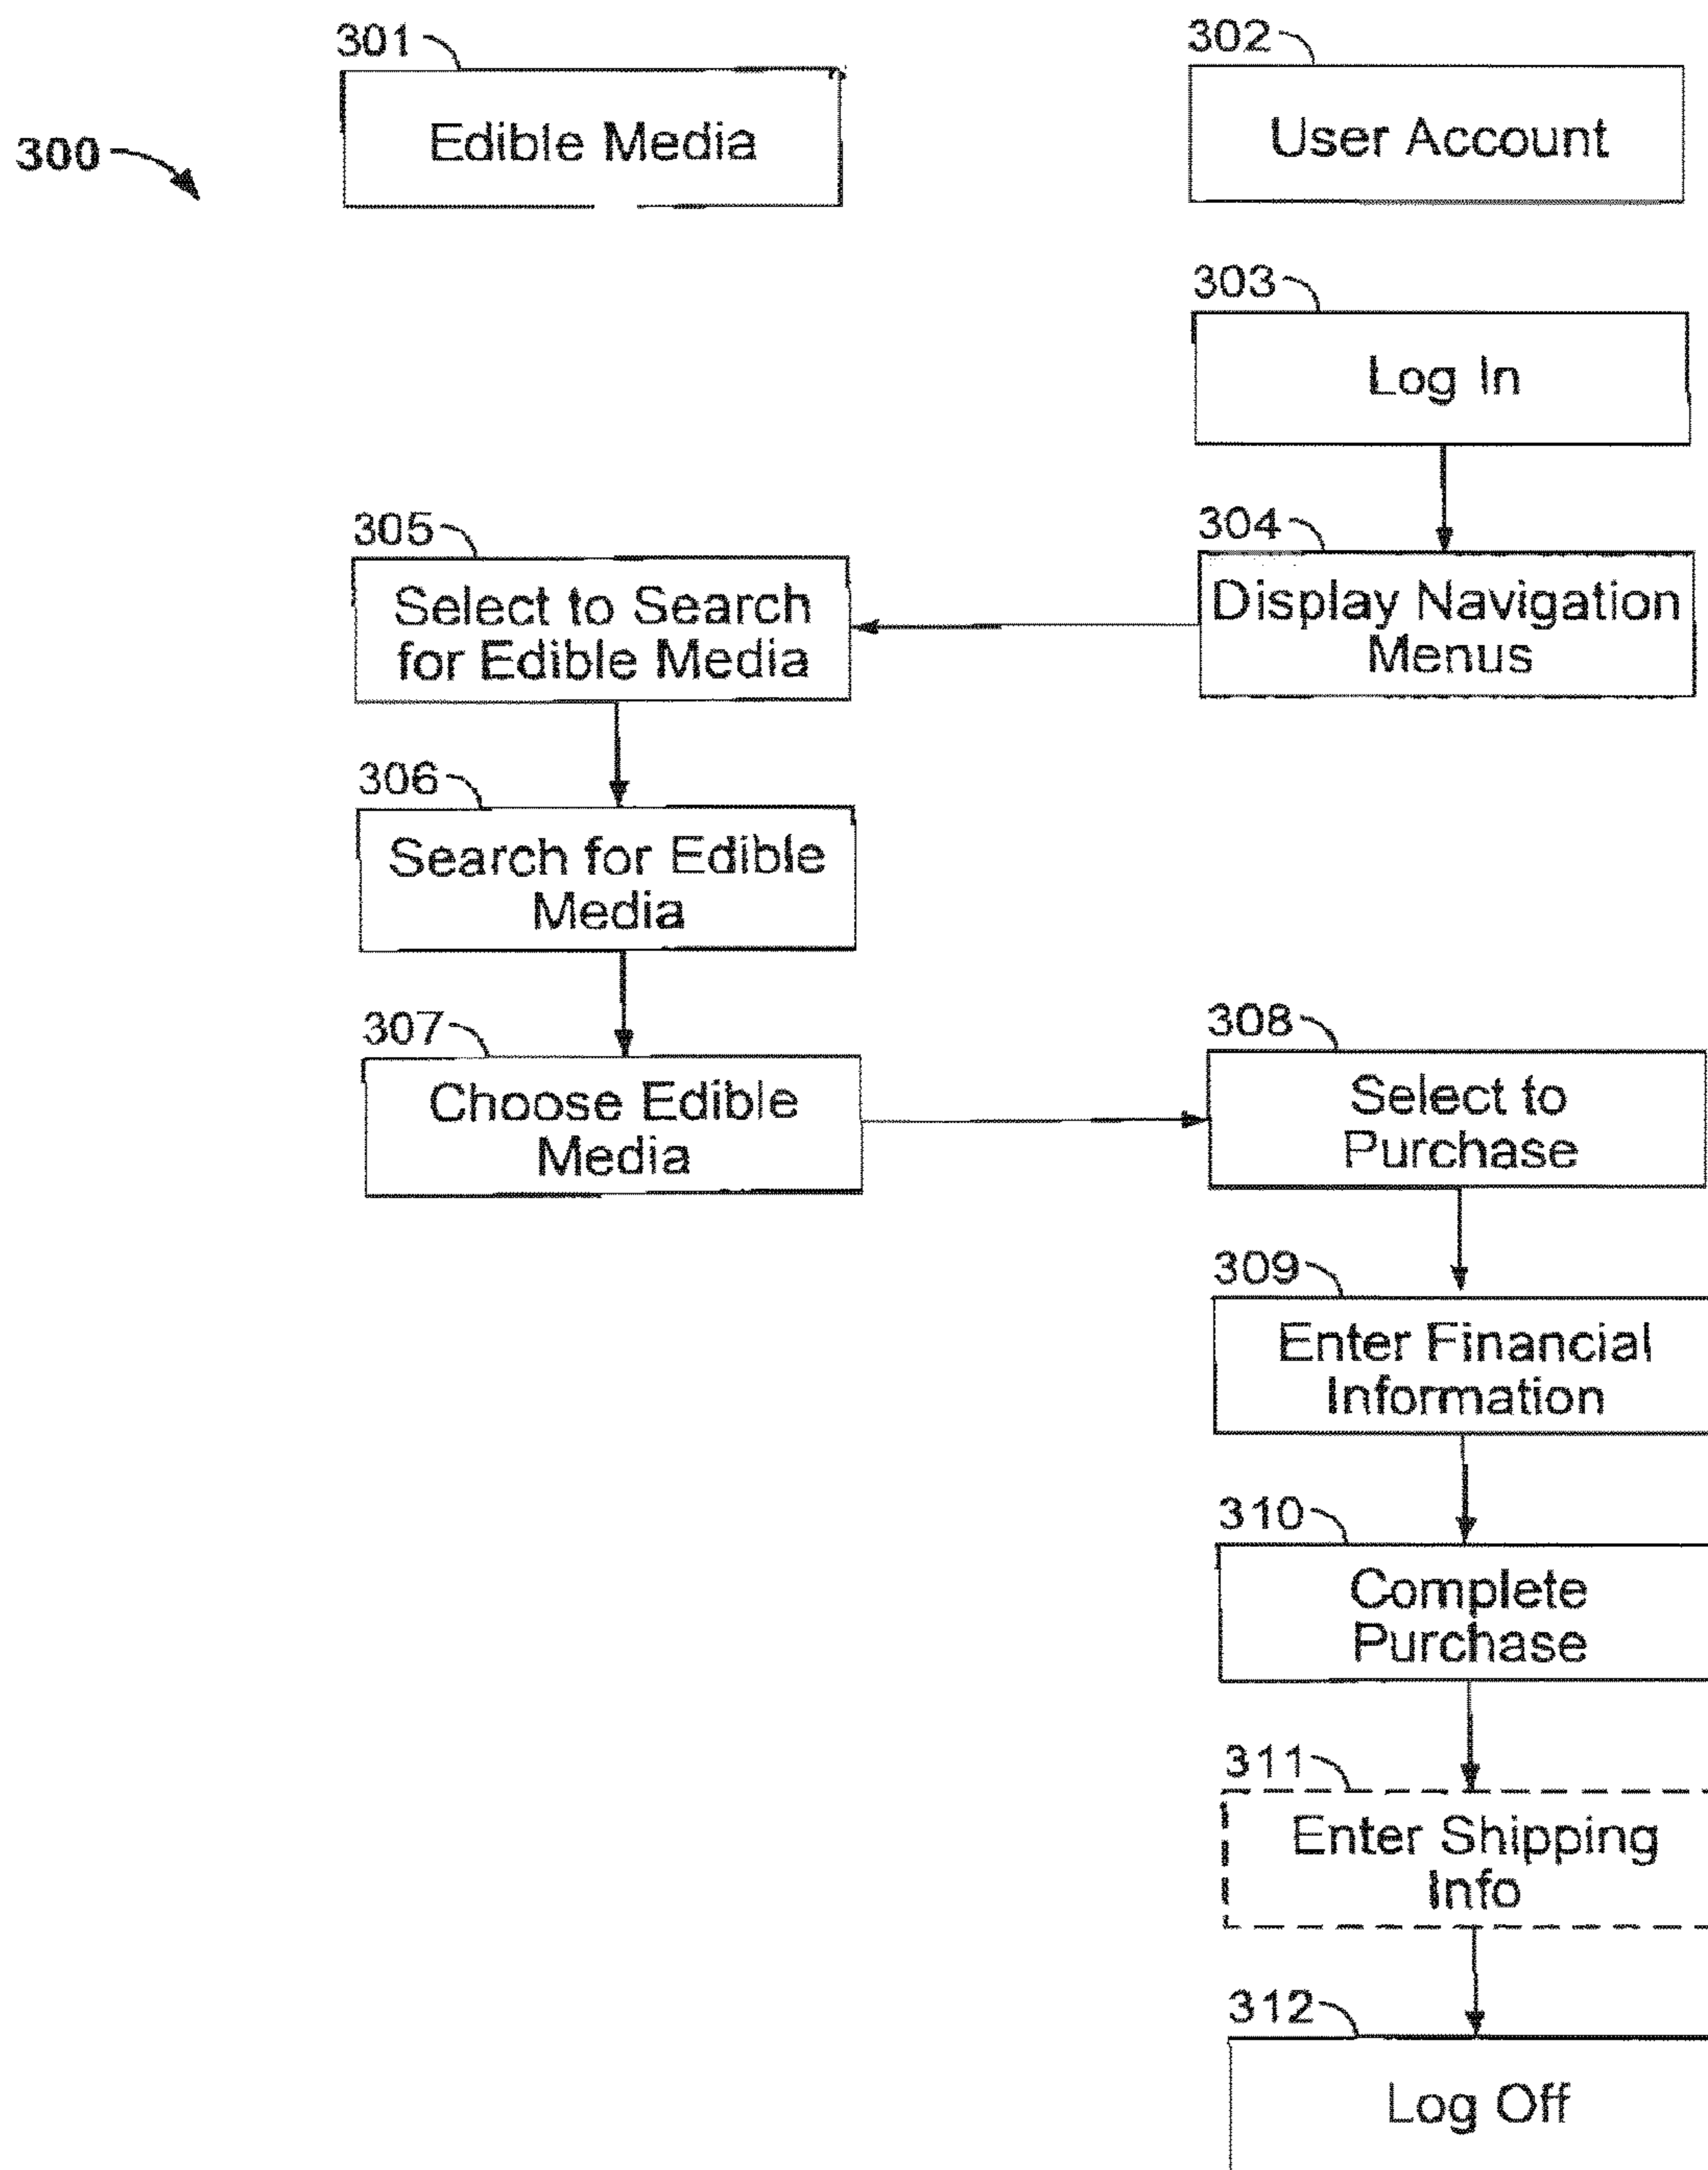 301
302
300
Edible Media
User Account
303
Log In
305
304
Select to Search
for Edible Media
Display Navigation
Menus
306
Search for Edible
Media
307
308
Choose Edible
Media
Select to
Purchase
309
Enter Financial
Information
310
Complete
Purchase
311
Enter Shipping
Info
312
Log Off